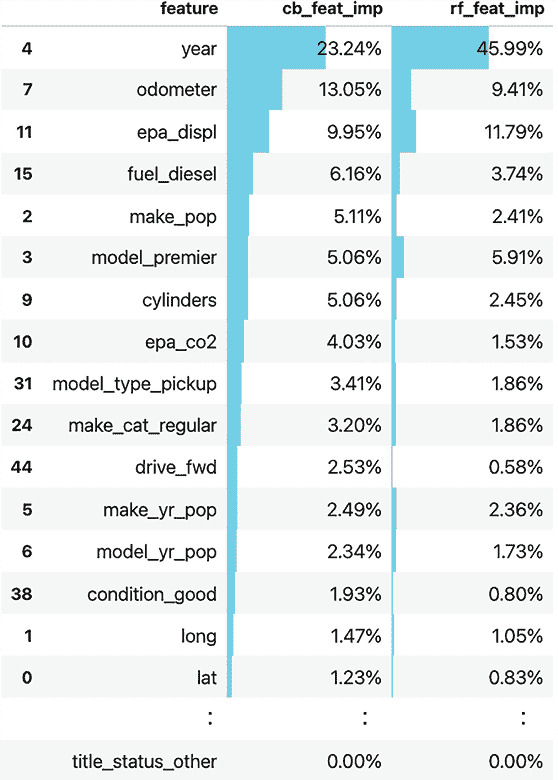 feature cb_feat_imp rf_feat_imp
4 year 23.24% 45.99%
7 odometer 13.05% 9.41%
11 epa_displ 9.95% 11.79%
15 fuel_diesel 6.16% 3.74%
2 make_pop 5.11% 2.41%
3 model_premier 5.06% 5.91%
9 cylinders 5.06% 2.45%
10 epa_co2 4.03% 1.53%
31 model_type_pickup 3.41% 1.86%
24 make_cat_regular 3.20% 1.86%
44 drive_fwd 2.53% 0.58%
5 make_yr_pop 2.49% 2.36%
6 model_yr_pop 2.34% 1.73%
38 condition_good 1.93% 0.80%
1 long 1.47% 1.05%
0 lat 1.23% 0.83%
: : :
title_status_other 0.00% 0.00%